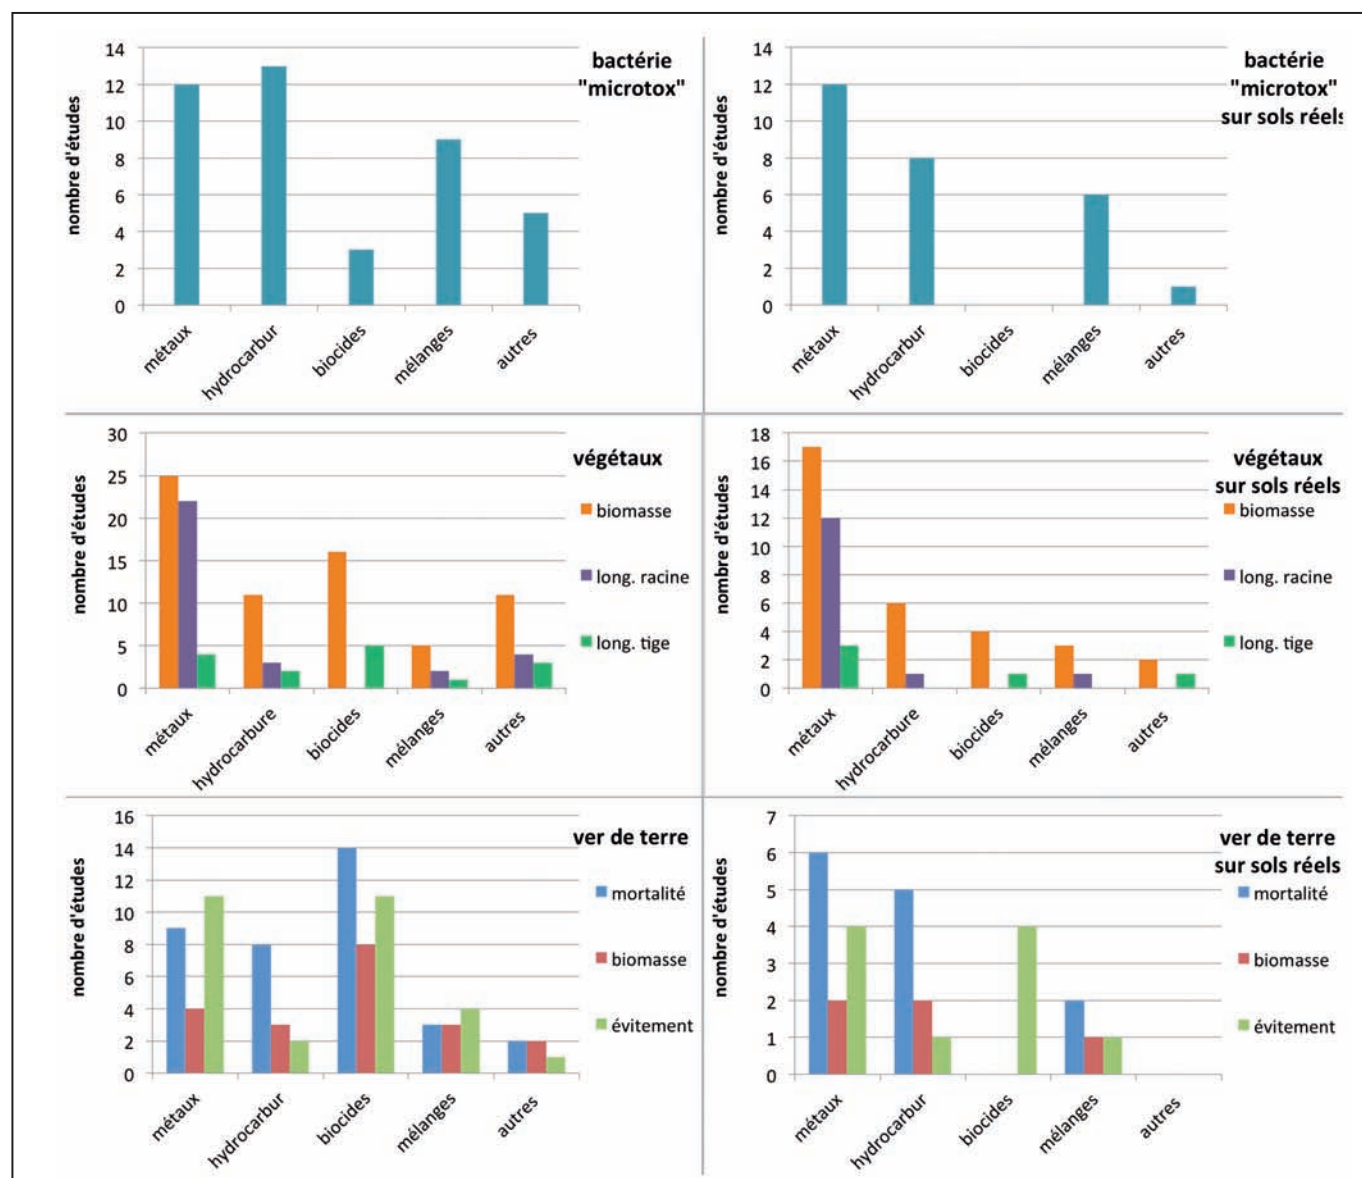 bactérie
"microtox"
nombre d'études
14
12
10
8
6
4
2
0
métaux
hydrocarbur
biocides
mélanges
autres
bactérie
"microtox"
sur sols réels
nombre d'études
14
12
10
8
6
4
2
0
métaux
hydrocarbur
biocides
mélanges
autres
végétaux
nombre d'études
30
25
20
15
10
5
0
biomasse
long. racine
long. tige
métaux
hydrocarbure
biocides
mélanges
autres
végétaux
sur sols réels
nombre d'études
18
16
14
12
10
8
6
4
2
0
biomasse
long. racine
long. tige
métaux
hydrocarbure
biocides
mélanges
autres
ver de terre
nombre d'études
16
14
12
10
8
6
4
2
0
mortalité
biomasse
évitement
métaux
hydrocarbur
biocides
mélanges
autres
ver de terre
sur sols réels
nombre d'études
7
6
5
4
3
2
1
0
mortalité
biomasse
évitement
métaux
hydrocarbur
biocides
mélanges
autres